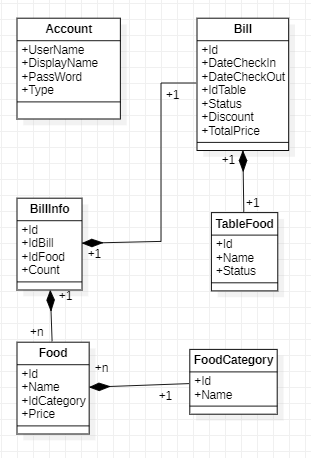 Account
+UserName
+DisplayName
+PassWord
+Type
Bill
+Id
+DateCheckIn
+DateCheckOut
+IdTable
+Status
+Discount
+TotalPrice
+1
+1
+1
TableFood
+Id
+Name
+Status
BillInfo
+Id
+IdBill
+IdFood
+Count
+1
+1
+n
Food
+Id
+Name
+IdCategory
+Price
+n
+1
FoodCategory
+Id
+Name